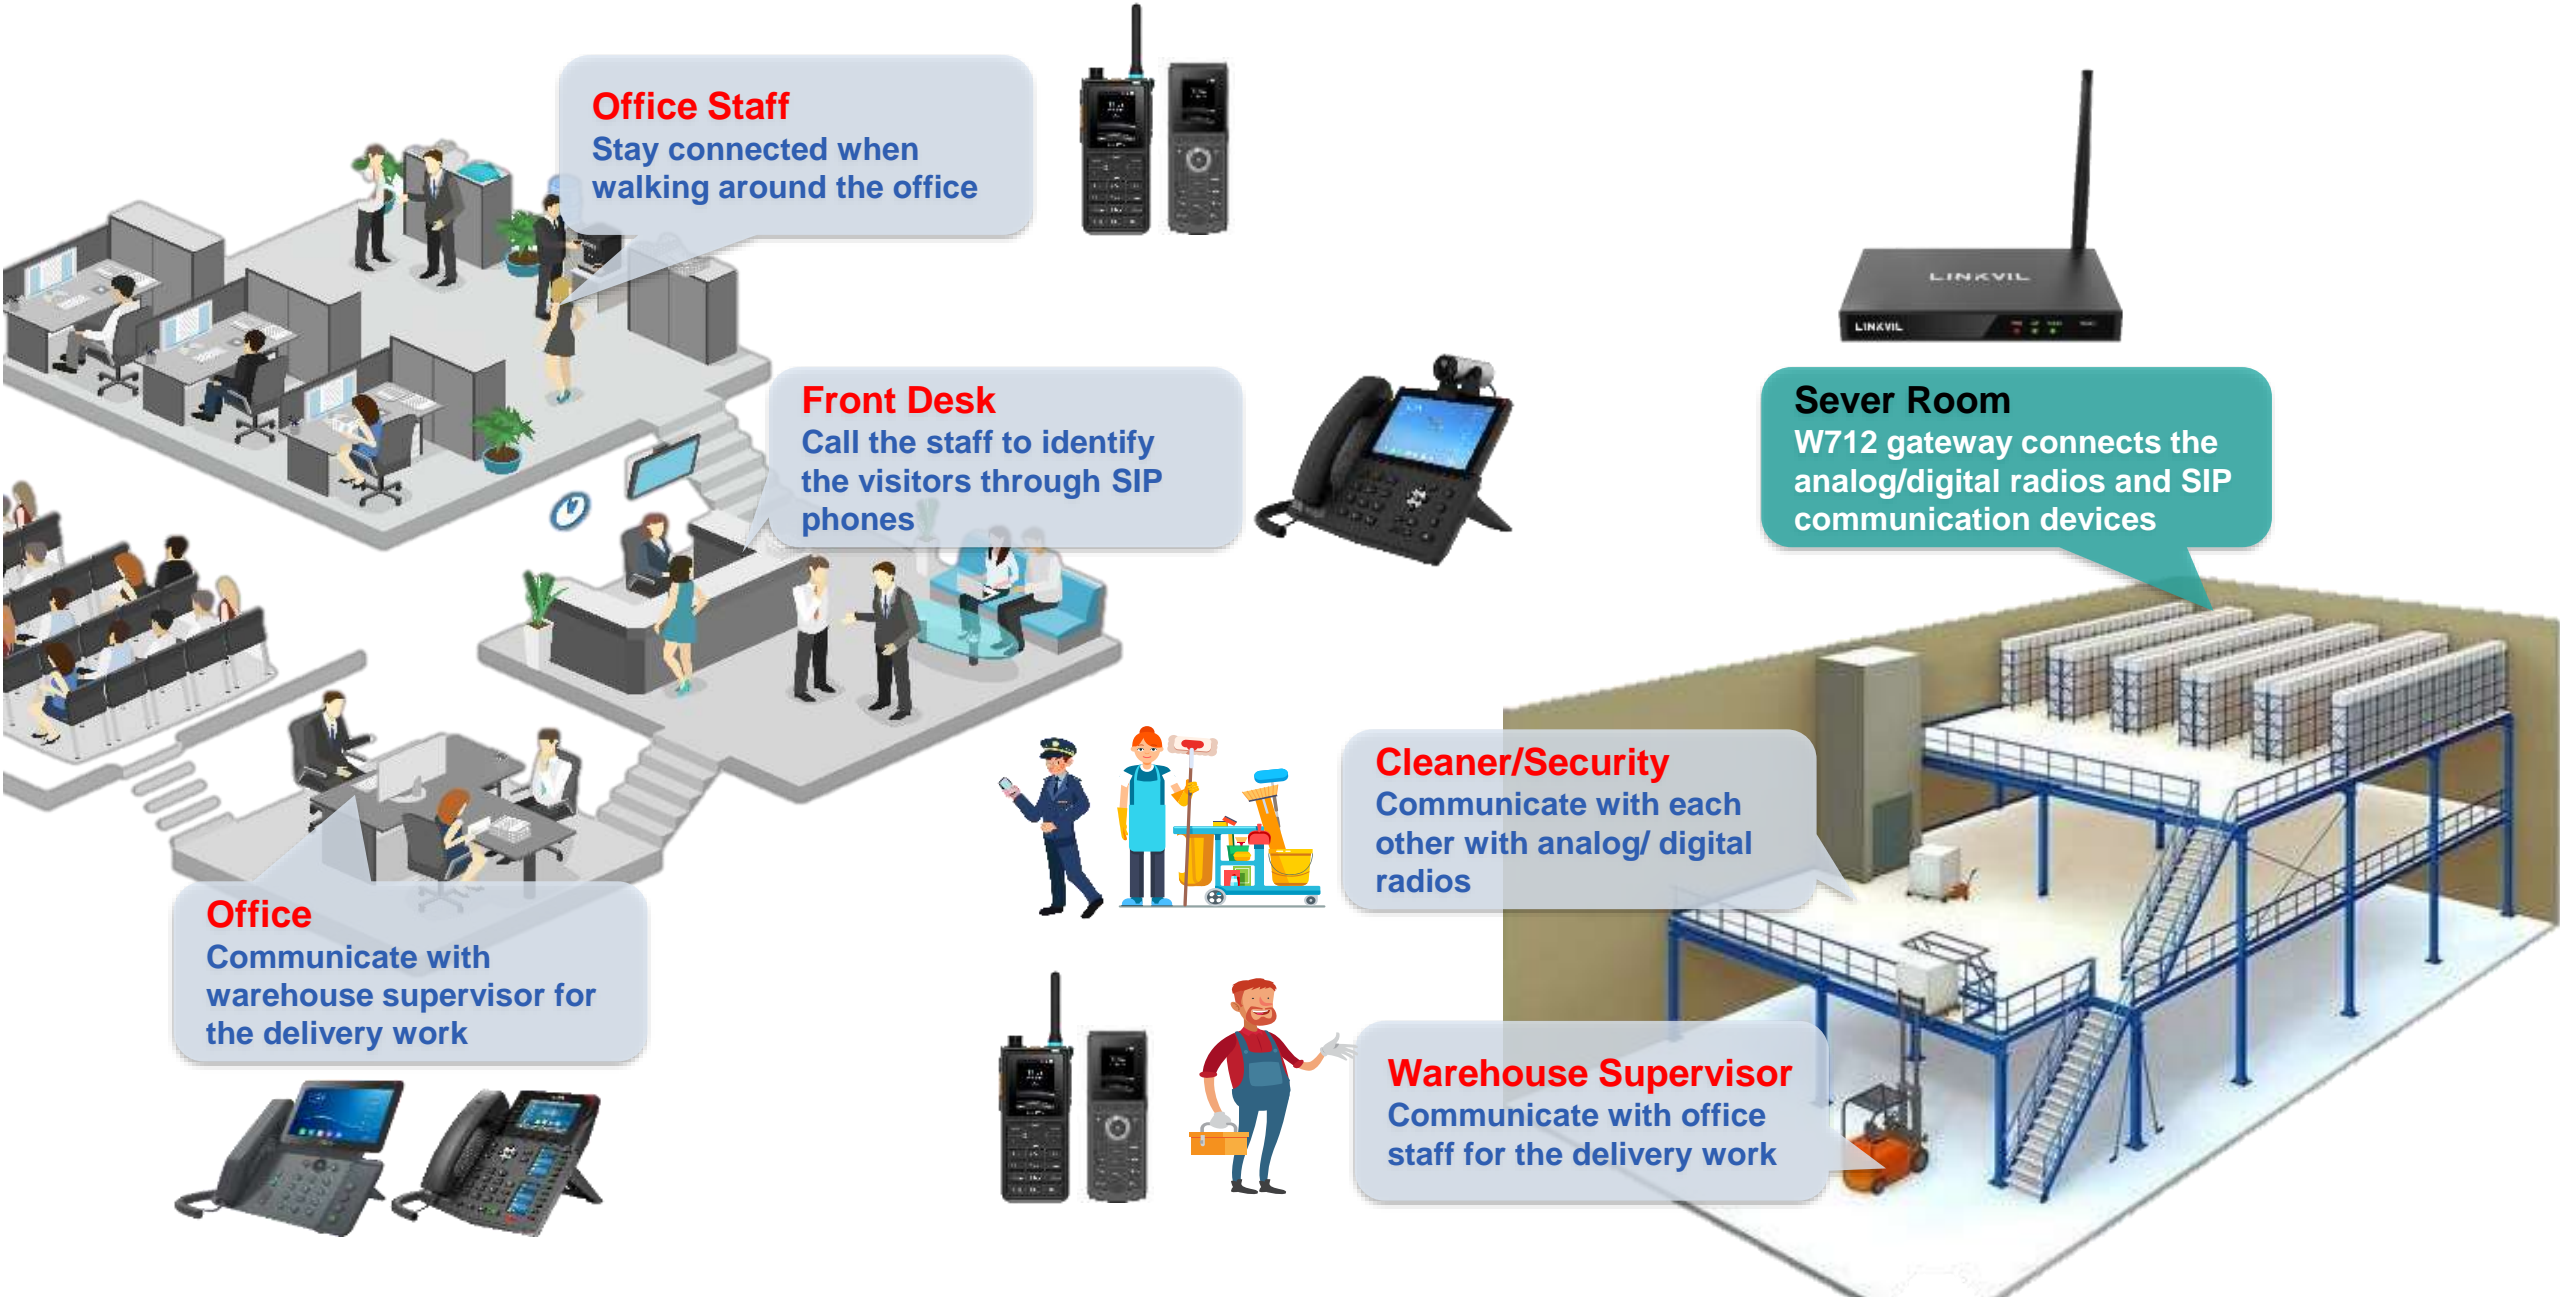 Office Staff
Stay connected when
walking around the office
LINKVIL
LINKVIL
Front Desk
Call the staff to identify
the visitors through SIP
phones
Sever Room
W712 gateway connects the
analog/digital radios and SIP
communication devices
Cleaner/Security
Communicate with each
other with analog/ digital
radios
Office
Communicate with
warehouse supervisor for
the delivery work
Warehouse Supervisor
Communicate with office
staff for the delivery work